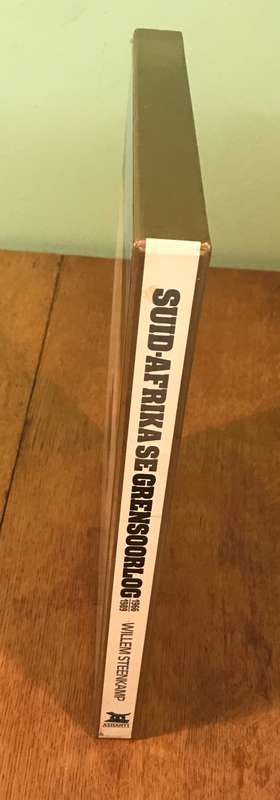 SUID-AFRIKA SE GRENSOORLOG
1966
1989
WILLEM STEENKAMP
ASHANTI